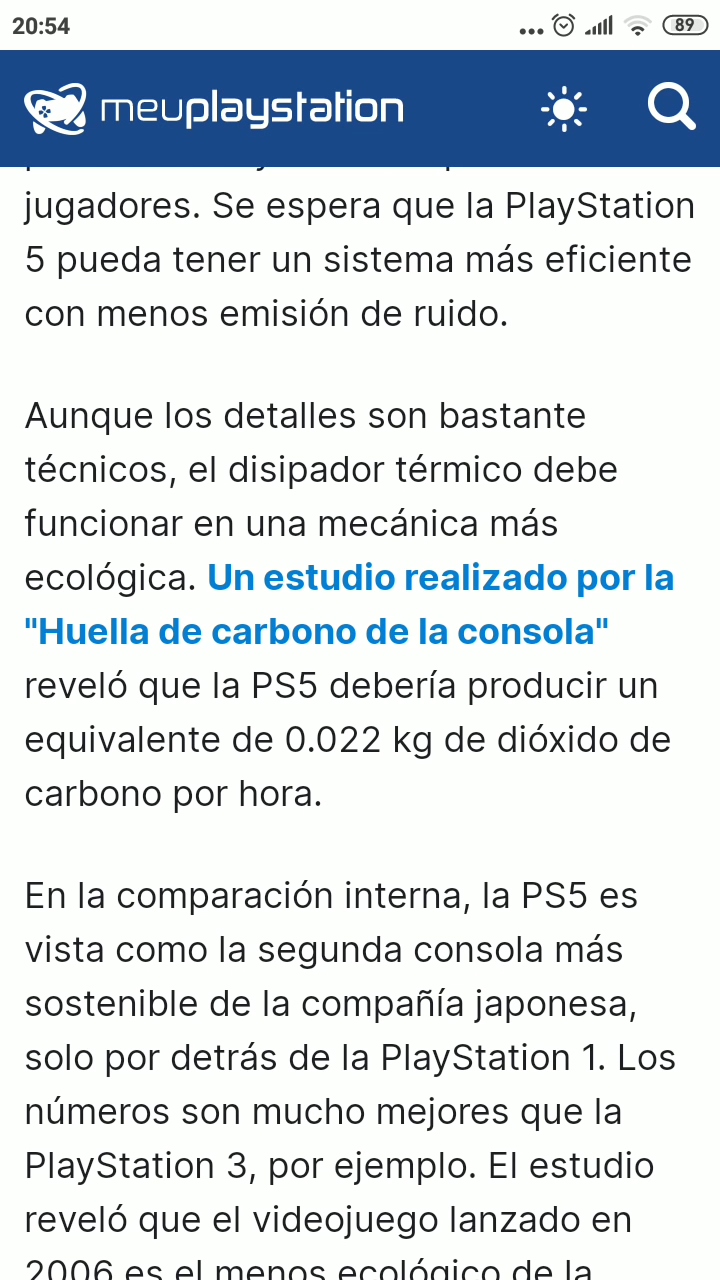 20:54
89
meuplaystation
jugadores. Se espera que la PlayStation
5 pueda tener un sistema más eficiente
con menos emisión de ruido.
Aunque los detalles son bastante
técnicos, el disipador térmico debe
funcionar en una mecánica más
ecológica. Un estudio realizado por la
"Huella de carbono de la consola"
reveló que la PS5 debería producir un
equivalente de 0.022 kg de dióxido de
carbono por hora.
En la comparación interna, la PS5 es
vista como la segunda consola más
sostenible de la compañía japonesa,
solo por detrás de la PlayStation 1. Los
números son mucho mejores que la
PlayStation 3, por ejemplo. El estudio
reveló que el videojuego lanzado en
2006 es el menos ecológico de la